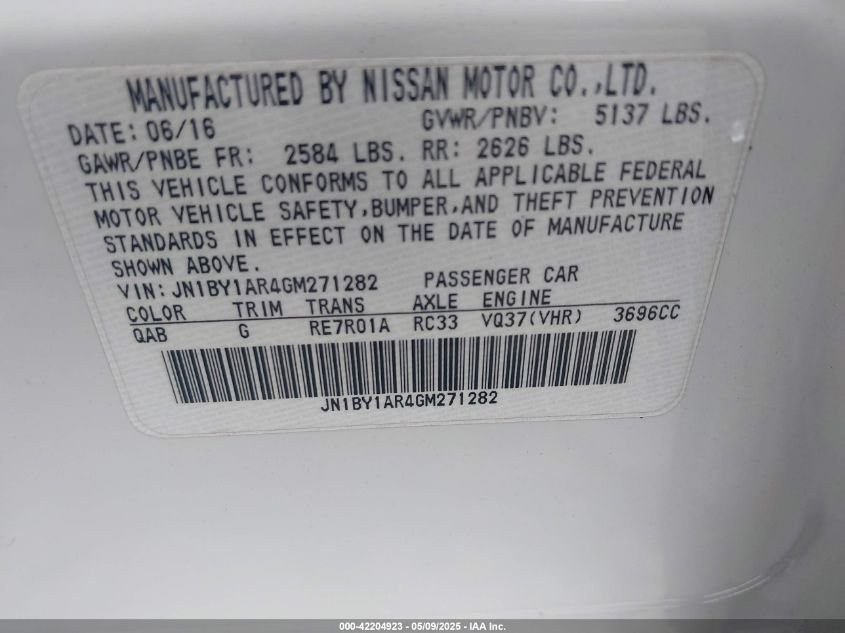 MANUFACTURED BY NISSAN MOTOR CO.,LTD.
DATE: 06/16 GVWR/PNBV: 5137 LBS.
GAWR/PNBE FR: 2584 LBS. RR: 2626 LBS.
THIS VEHICLE CONFORMS TO ALL APPLICABLE FEDERAL
MOTOR VEHICLE SAFETY,BUMPER,AND THEFT PREVENTION
STANDARDS IN EFFECT ON THE DATE OF MANUFACTURE
SHOWN ABOVE.
VIN: JN1BY1AR4GM271282 PASSENGER CAR
COLOR TRIM TRANS AXLE ENGINE
QAB G RE7R01A RC33 VQ37(VHR) 3696CC
JN1BY1AR4GM271282
000-42204923 - 05/09/2025 - IAA Inc.